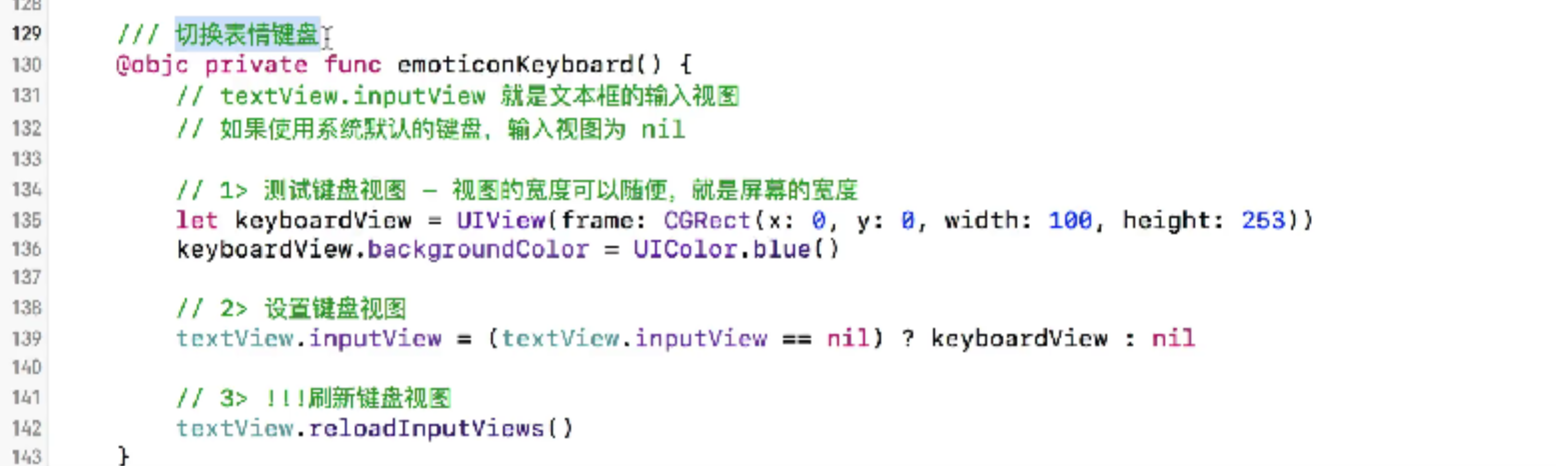 128
129 /// 切换表情键盘
130 @objc private func emoticonKeyboard() {
131 // textView.inputView 就是文本框的输入视图
132 // 如果使用系统默认的键盘，输入视图为 nil
133
134 // 1> 测试键盘视图 - 视图的宽度可以随便，就是屏幕的宽度
135 let keyboardView = UIView(frame: CGRect(x: 0, y: 0, width: 100, height: 253))
136 keyboardView.backgroundColor = UIColor.blue()
137
138 // 2> 设置键盘视图
139 textView.inputView = (textView.inputView == nil) ? keyboardView : nil
140
141 // 3> !!!刷新键盘视图
142 textView.reloadInputViews()
143 }